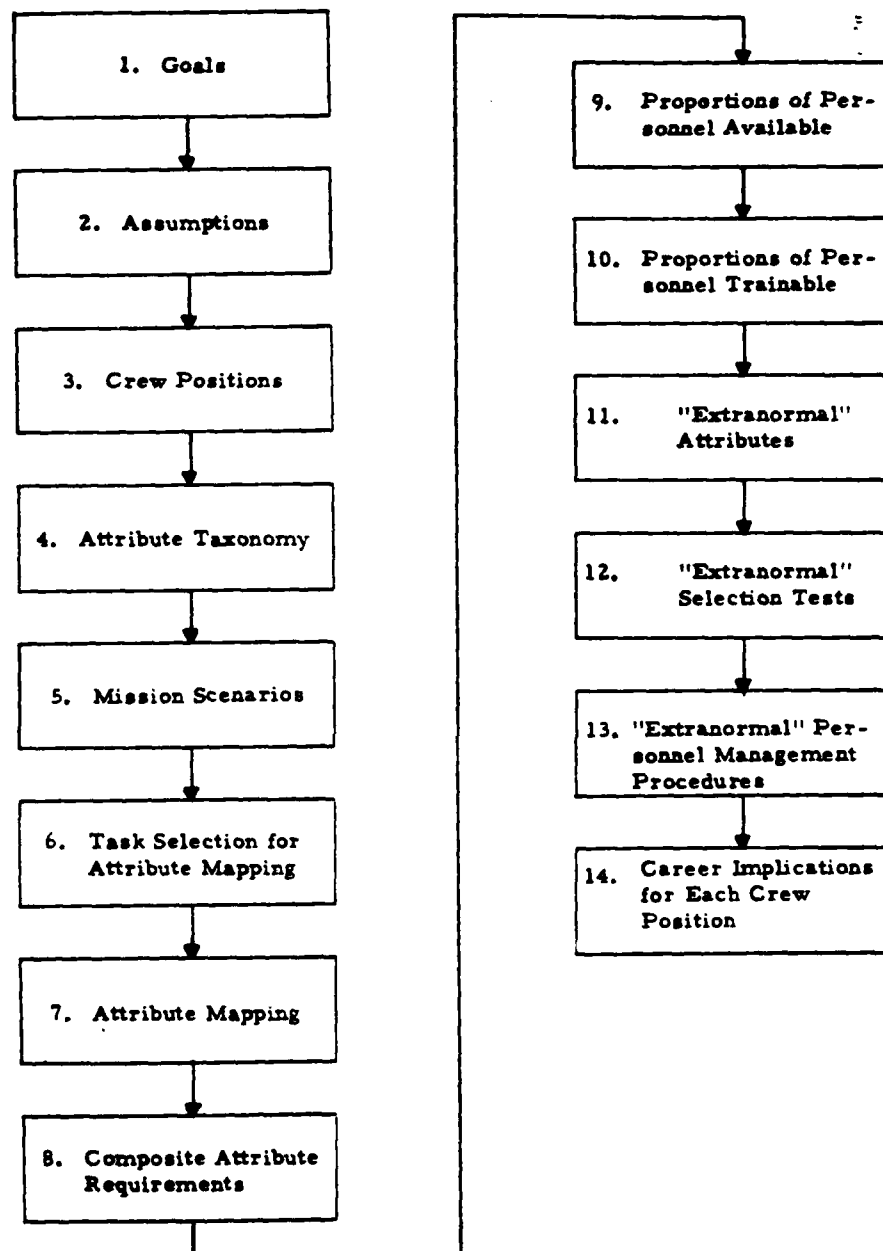 1. Goals
2. Assumptions
3. Crew Positions
4. Attribute Taxonomy
5. Mission Scenarios
6. Task Selection for
Attribute Mapping
7. Attribute Mapping
8. Composite Attribute
Requirements
9. Proportions of Per-
sonnel Available
10. Proportions of Per-
sonnel Trainable
11. "Extranormal"
Attributes
12. "Extranormal"
Selection Tests
13. "Extranormal" Per-
sonnel Management
Procedures
14. Career Implications
for Each Crew
Position